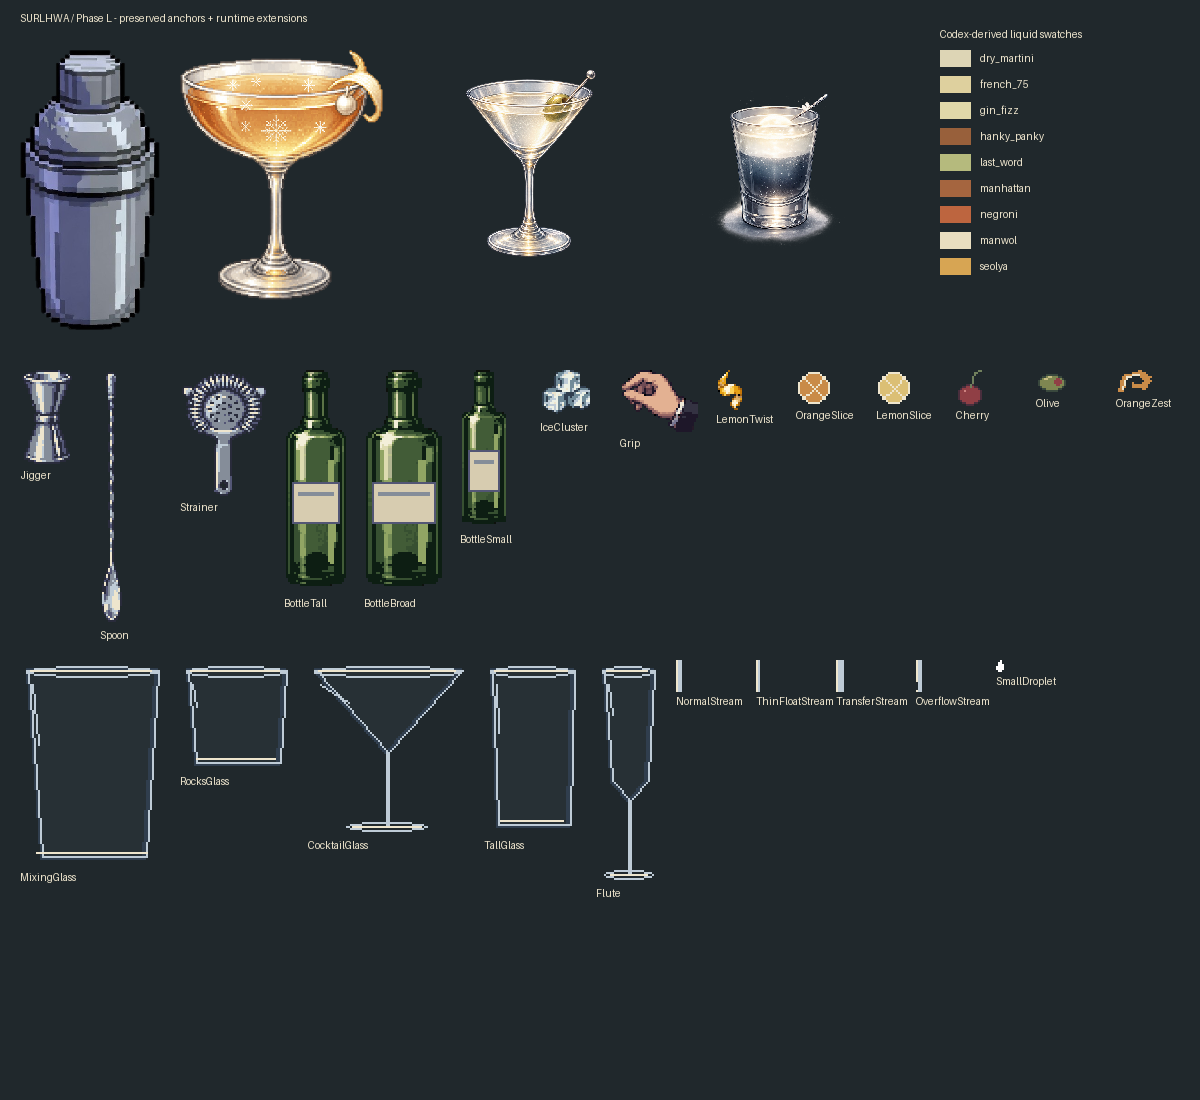 SURLHWA / Phase L - preserved anchors + runtime extensions
Codex-derived liquid swatches
dry_martini
french_75
gin_fizz
hanky_panky
last_word
manhattan
negroni
manwol
seolya
Jigger
Spoon
Strainer
BottleTall
BottleBroad
BottleSmall
IceCluster
Grip
LemonTwist
OrangeSlice
LemonSlice
Cherry
Olive
OrangeZest
MixingGlass
RocksGlass
CocktailGlass
TallGlass
Flute
NormalStream
ThinFloatStream
TransferStream
OverflowStream
SmallDroplet